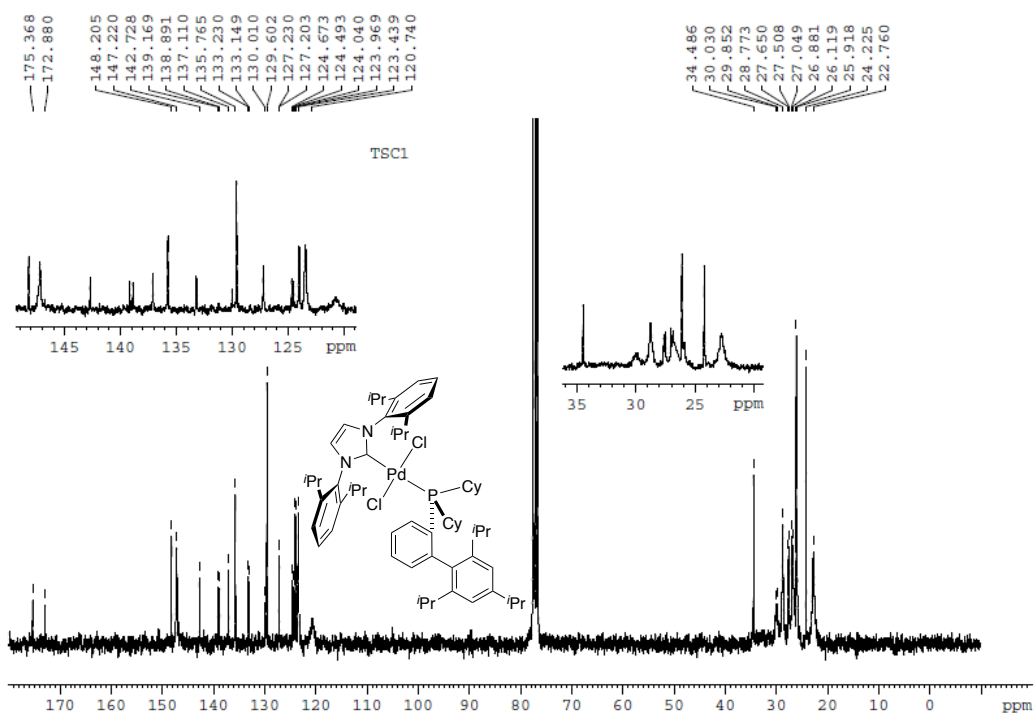 175.368
172.880
148.205
147.220
142.728
139.169
138.891
137.110
135.765
133.230
133.149
130.010
129.602
127.230
127.203
124.673
124.493
124.040
123.969
123.439
120.740
34.486
30.030
29.852
28.773
27.650
27.508
27.049
26.881
26.119
25.918
24.225
22.760
TSC1
145 140 135 130 125 ppm
35 30 25 ppm
iPr
N
iPr
Cl
N
Pd
iPr
iPr
Cl
P
Cy
Cy
iPr
iPr
iPr
170 160 150 140 130 120 110 100 90 80 70 60 50 40 30 20 10 0 ppm